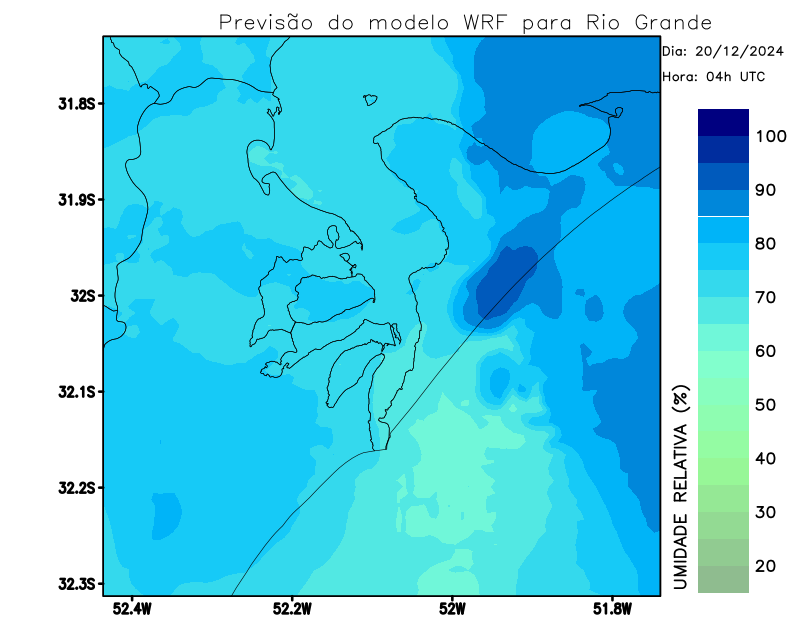 Previsão do modelo WRF para Rio Grande
Dia: 20/12/2024
Hora: 04h UTC
31.8S
31.9S
32S
32.1S
32.2S
32.3S
52.4W 52.2W 52W 51.8W
100
90
80
70
60
50
40
30
20
UMIDADE RELATIVA (%)